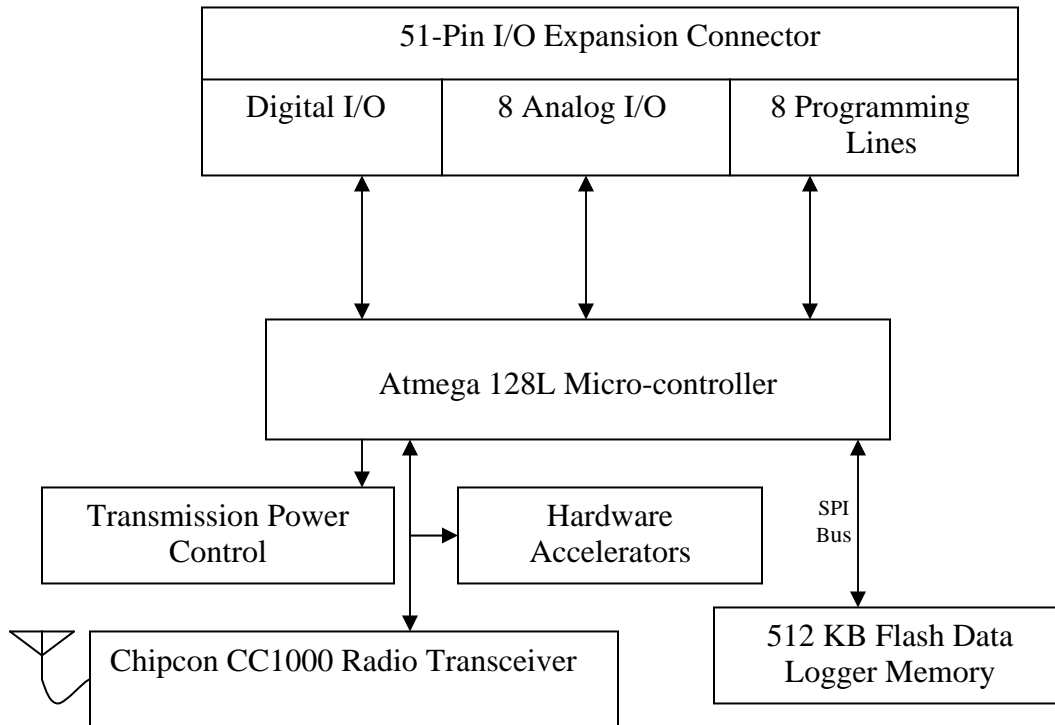 51-Pin I/O Expansion Connector
Digital I/O
8 Analog I/O
8 Programming
Lines
Atmega 128L Micro-controller
Transmission Power
Control
Hardware
Accelerators
SPI
Bus
Chipcon CC1000 Radio Transceiver
512 KB Flash Data
Logger Memory